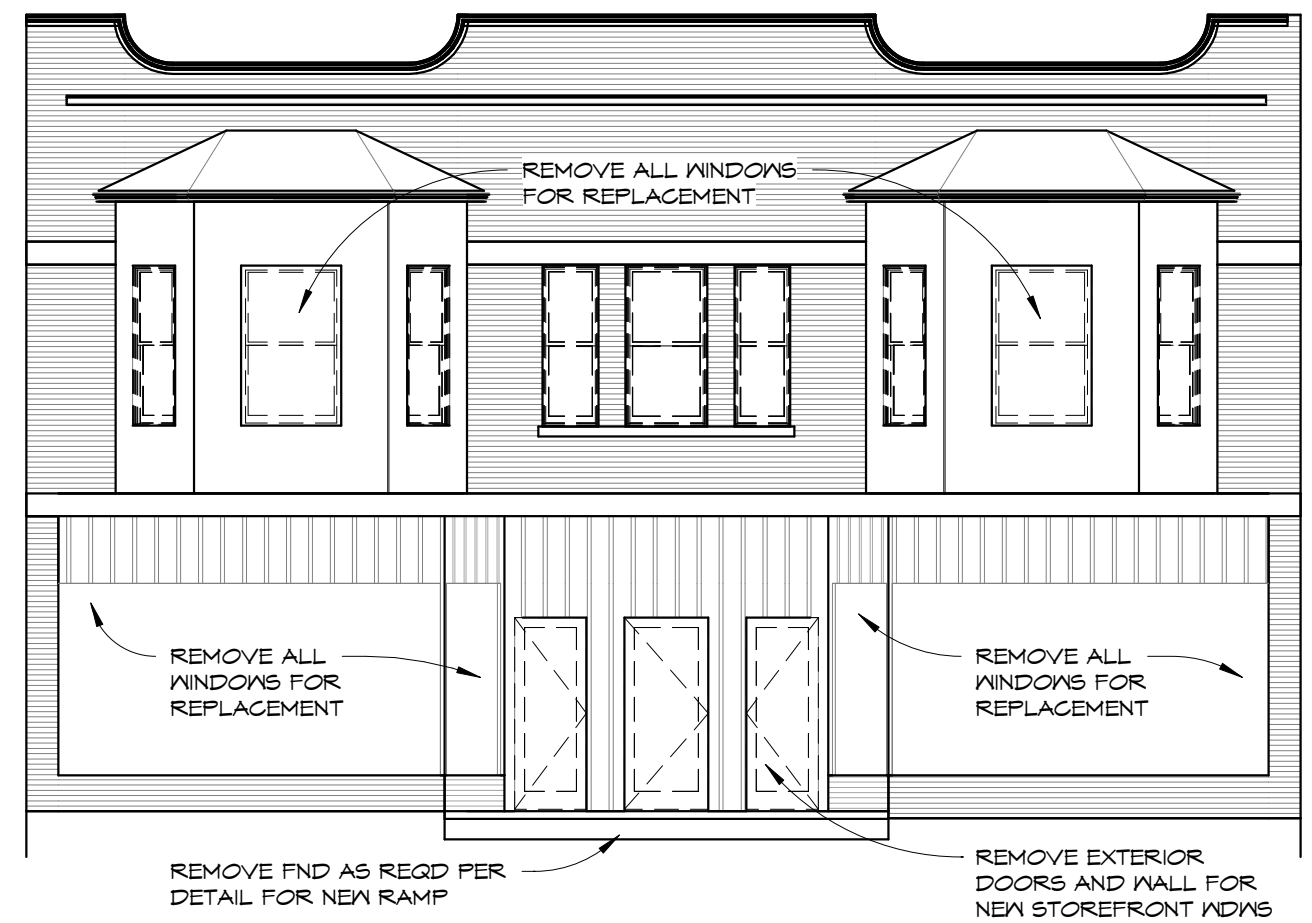 REMOVE ALL WINDOWS
FOR REPLACEMENT
REMOVE ALL
WINDOWS FOR
REPLACEMENT
REMOVE ALL
WINDOWS FOR
REPLACEMENT
REMOVE FND AS REQD PER
DETAIL FOR NEW RAMP
REMOVE EXTERIOR
DOORS AND WALL FOR
NEW STOREFRONT WDWS